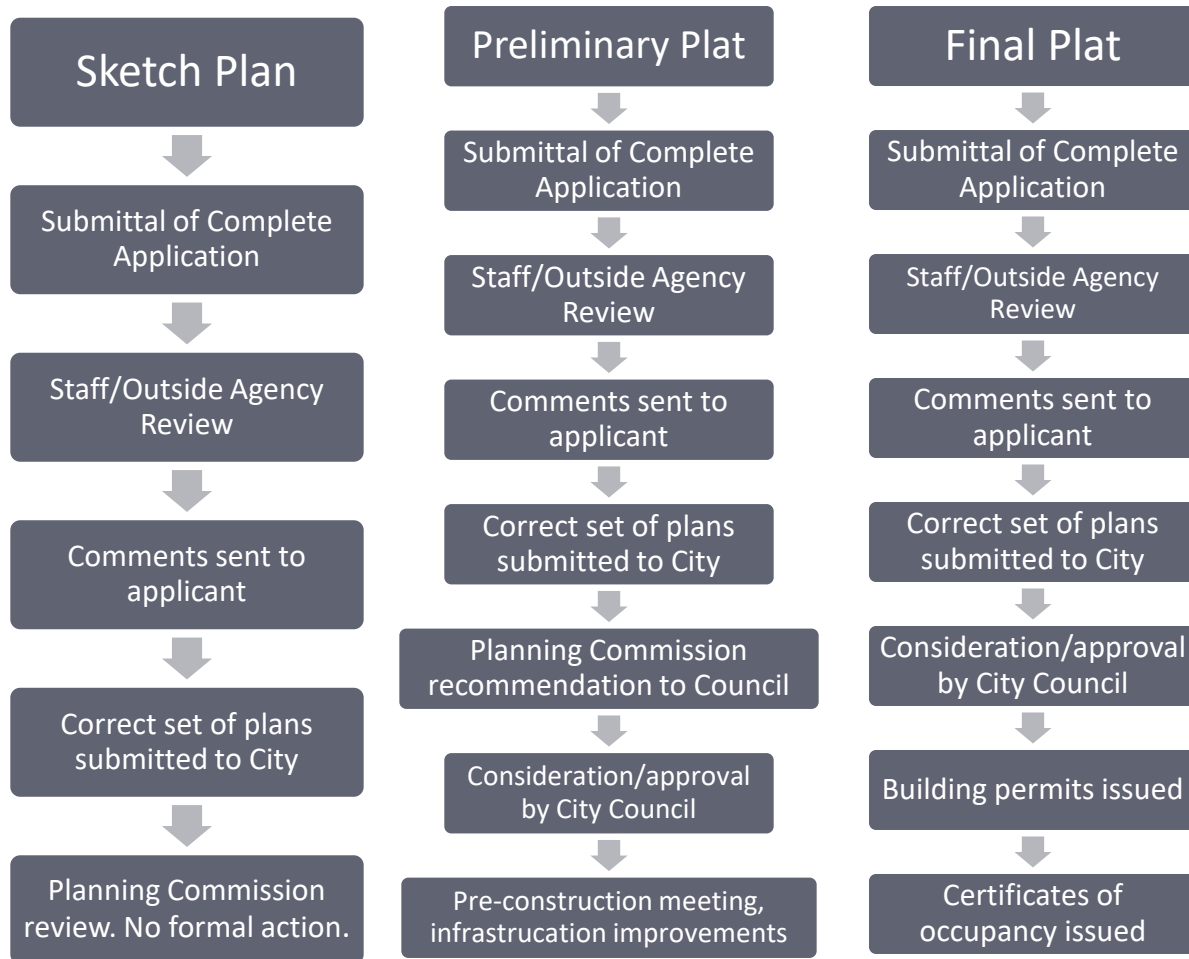 Sketch Plan
Submittal of Complete
Application
Staff/Outside Agency
Review
Comments sent to
applicant
Correct set of plans
submitted to City
Planning Commission
review. No formal action.
Preliminary Plat
Submittal of Complete
Application
Staff/Outside Agency
Review
Comments sent to
applicant
Correct set of plans
submitted to City
Planning Commission
recommendation to Council
Consideration/approval
by City Council
Pre-construction meeting,
infrastrucation improvements
Final Plat
Submittal of Complete
Application
Staff/Outside Agency
Review
Comments sent to
applicant
Correct set of plans
submitted to City
Consideration/approval
by City Council
Building permits issued
Certificates of
occupancy issued